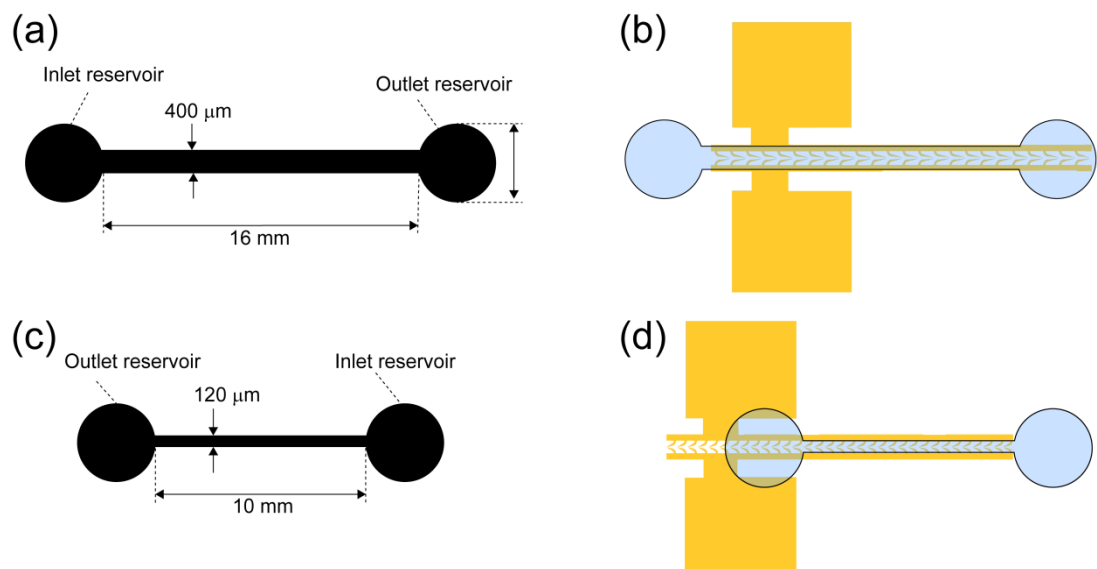 (a)
(b)
Inlet reservoir
Outlet reservoir
400 μm
16 mm
(c)
(d)
Outlet reservoir
Inlet reservoir
120 μm
10 mm